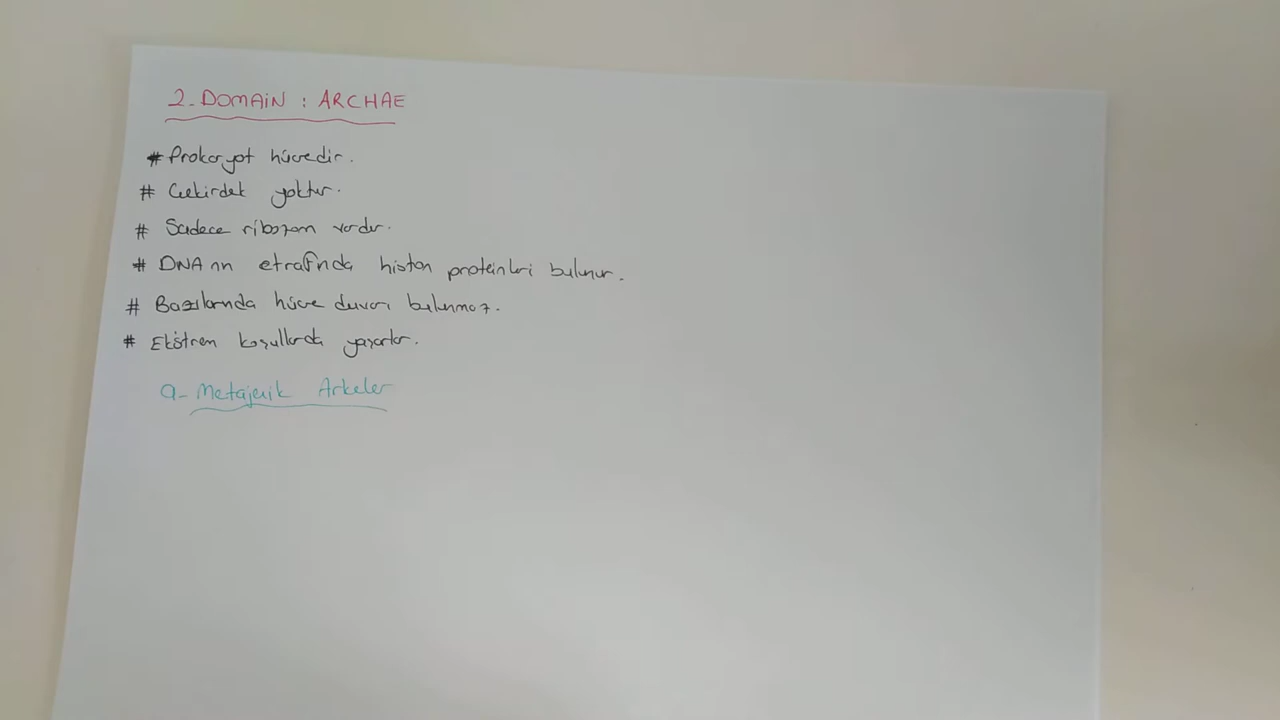 2-DOMAİN : ARCHAE
# Prokaryot hücredir.
# Çekirdek yoktur.
# Sadece ribozom vardır.
# DNA nın etrafında histon proteinleri bulunur.
# Bazılarında hücre duvarı bulunmaz.
# Ekstrem koşullarda yaşarlar.
a- Metajenik Arkeler